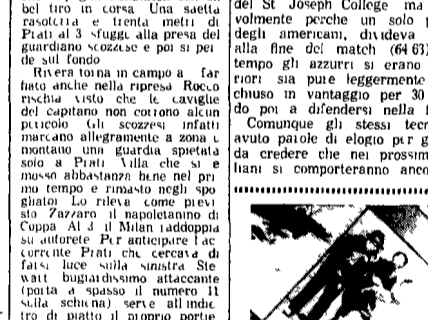 bel tiro in corsa Una saetta
rasoterra e trenta metri di
Prati al 3 sfugge alla presa del
guardiano scozzese e poi si per
de sul fondo
Rivera torna in campo a far
fiato anche nella ripresa Rocco
rischia visto che le caviglie
del capitano non corrono alcun
pericolo Gli scozzesi infatti
marcano allegramente a zona e
montano una guardia spietata
solo a Prati Villa che si e
mosso abbastanza bene nel pri
mo tempo e rimasto negli spo
gliatoi Lo rileva come previ
sto Zazzaro il napoletanino di
Coppa Al 3 il Milan raddoppia
su autorete Per anticipare l ac
corrente Prati che cercava di
farsi luce sulla sinistra Ste
wart bugiardissimo attaccante
(porta a spasso il numero 11
sulla schiena) serve all indie
tro di piatto il proprio portie
del St Joseph College ma
volmente perche un solo p
degli americani, divideva
alla fine del match (64 63)
tempo gli azzurri si erano
riori sia pure leggermente
chiuso in vantaggio per 30
do poi a difendersi nella
Comunque gli stessi tec
avuto parole di elogio per g
da credere che nei prossim
liani si comporteranno anco